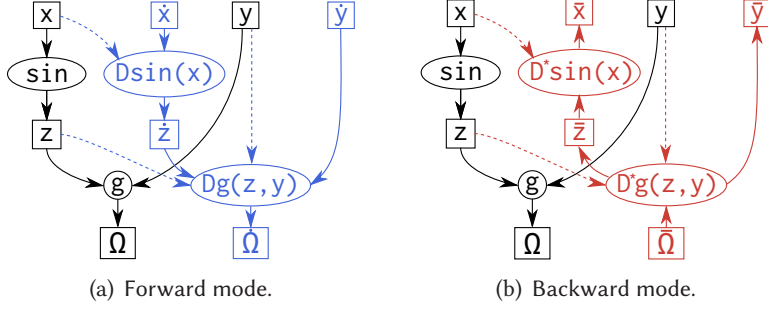 x ẋ y ẏ
sin Dsin(x)
z ż
g Dg(z,y)
Ω Ω̇
(a) Forward mode.
x x̄ y ȳ
sin D*sin(x)
z z̄
g D*g(z,y)
Ω Ω̄
(b) Backward mode.